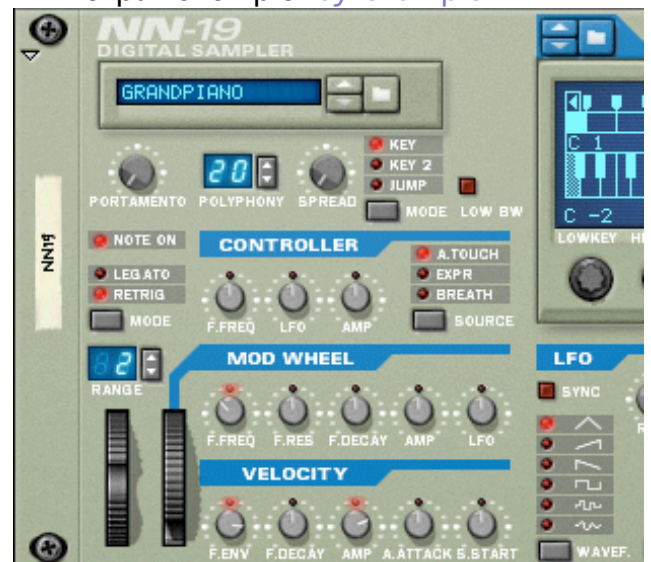 NN-19
DIGITAL SAMPLER
GRANDPIANO
KEY
KEY 2
JUMP
PORTAMENTO
20
POLYPHONY
SPREAD
MODE
LOW BW
C 1
C -2
LOWKEY
NN19
NOTE ON
LEGATO
RETRIG
MODE
CONTROLLER
F.FREQ
LFO
AMP
A.TOUCH
EXPR
BREATH
SOURCE
2
RANGE
MOD WHEEL
F.FREQ
F.RES
F.DECAY
AMP
LFO
VELOCITY
F.ENV
F.DECAY
AMP
A.ATTACK
S.START
LFO
SYNC
WAVEF.